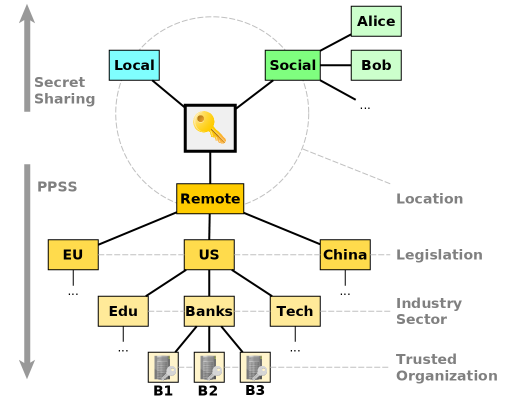 Alice
Local
Social
Bob
Secret
Sharing
...
PPSS
Remote
Location
EU
US
China
Legislation
...
...
Edu
Banks
Tech
Industry
Sector
...
...
Trusted
Organization
B1
B2
B3